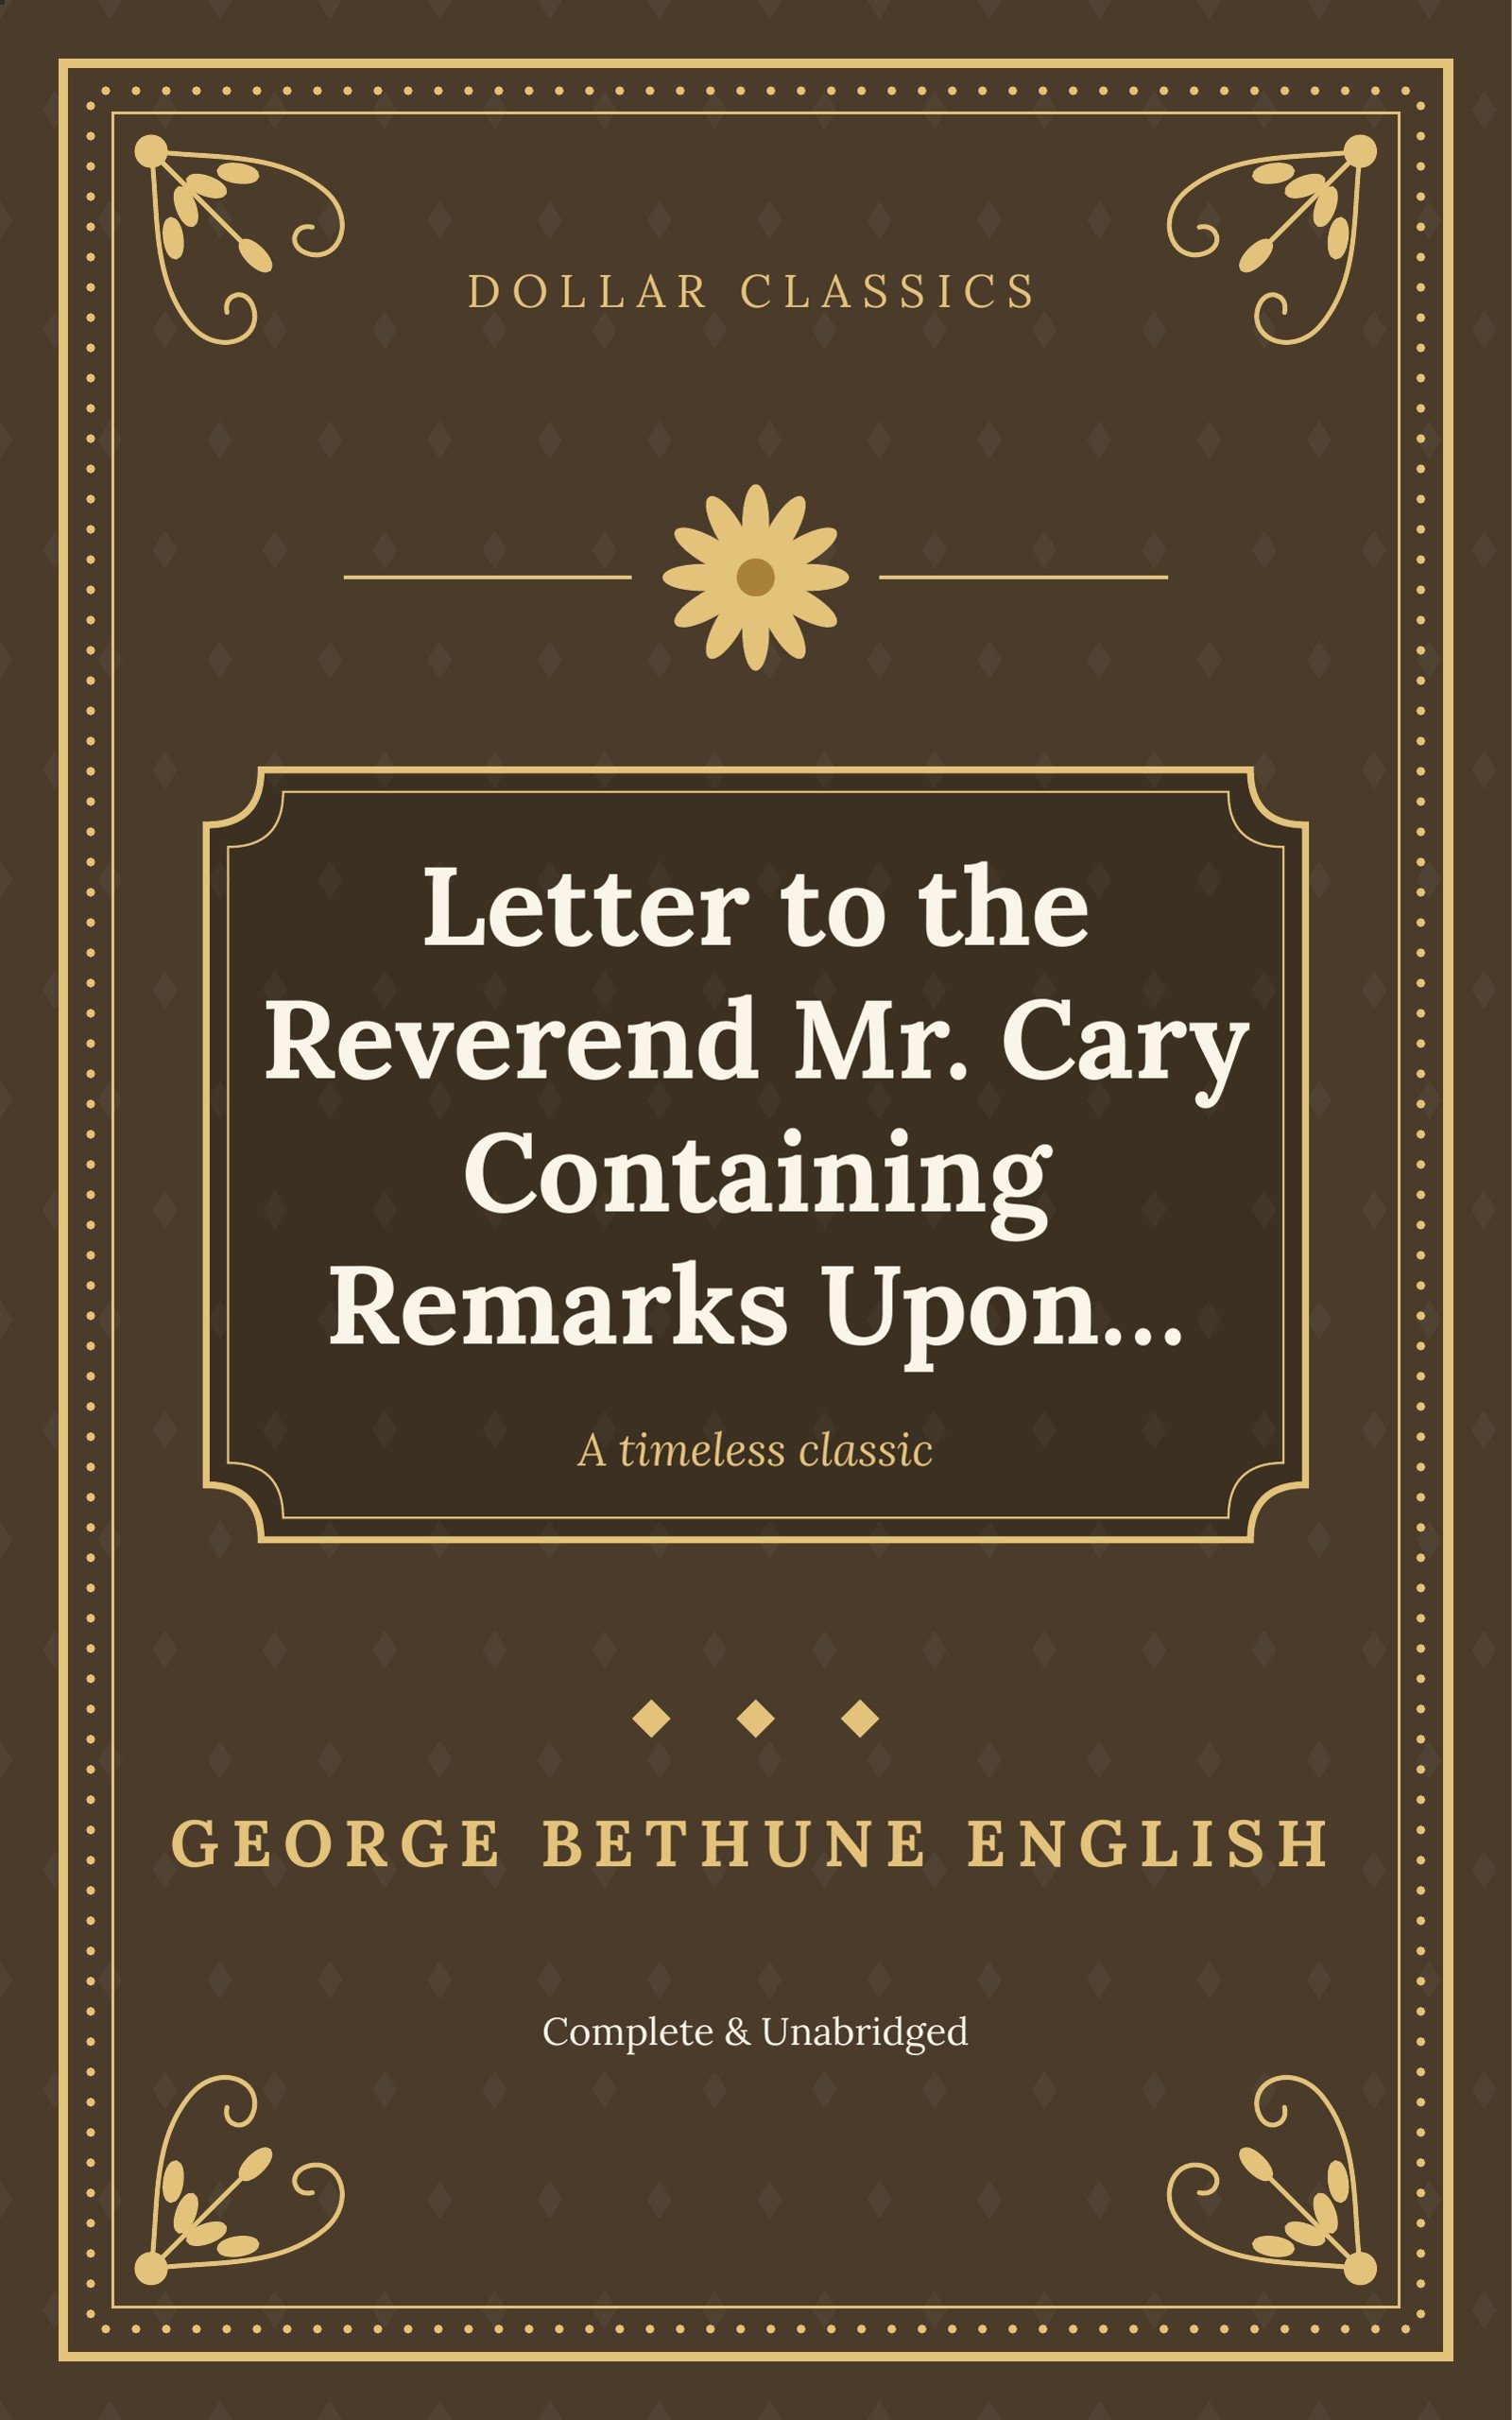 DOLLAR CLASSICS
Letter to the
Reverend Mr. Cary
Containing
Remarks Upon...
A timeless classic
GEORGE BETHUNE ENGLISH
Complete & Unabridged